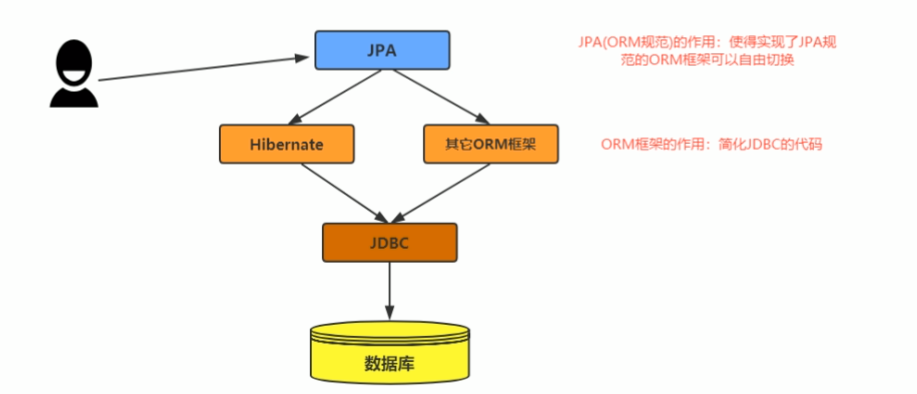 JPA
JPA(ORM规范)的作用：使得实现了JPA规
范的ORM框架可以自由切换
Hibernate
其它ORM框架
ORM框架的作用：简化JDBC的代码
JDBC
数据库